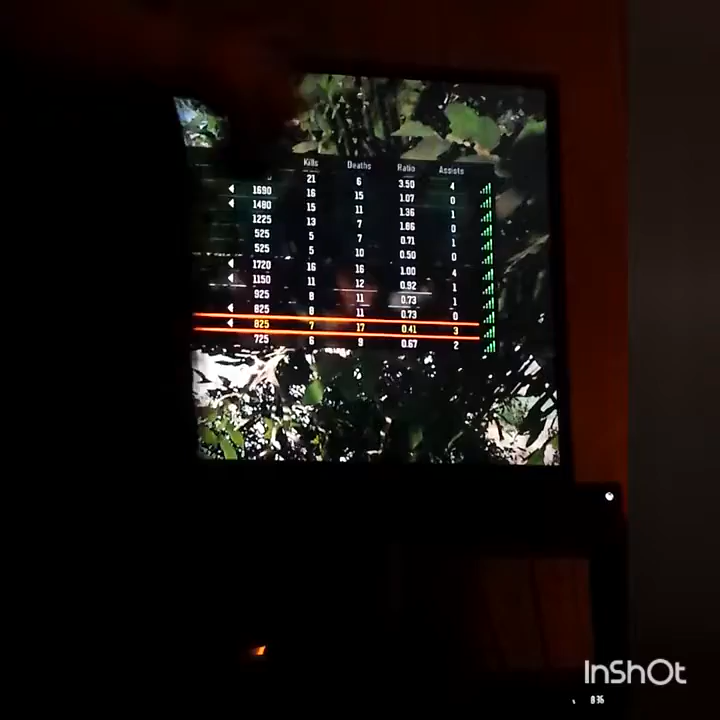 Kills Deaths Ratio Assists
21 6 3.50 4
1690 16 15 1.07 0
1480 15 11 1.36 1
1225 13 7 1.86 0
525 5 7 0.71 1
525 5 10 0.50 0
1720 16 16 1.00 4
1150 11 12 0.92 1
925 8 11 0.73 1
825 8 11 0.73 0
825 7 17 0.41 3
725 6 9 0.67 2
InShOt